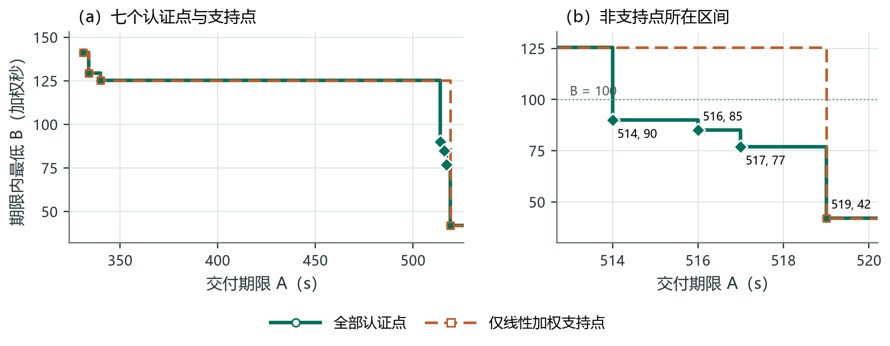 （a）七个认证点与支持点
期限内最低 B（加权秒）
150
125
100
75
50
350
400
450
500
交付期限 A（s）
（b）非支持点所在区间
125
100
75
50
B = 100
514, 90
516, 85
517, 77
519, 42
514
516
518
520
交付期限 A（s）
全部认证点
仅线性加权支持点